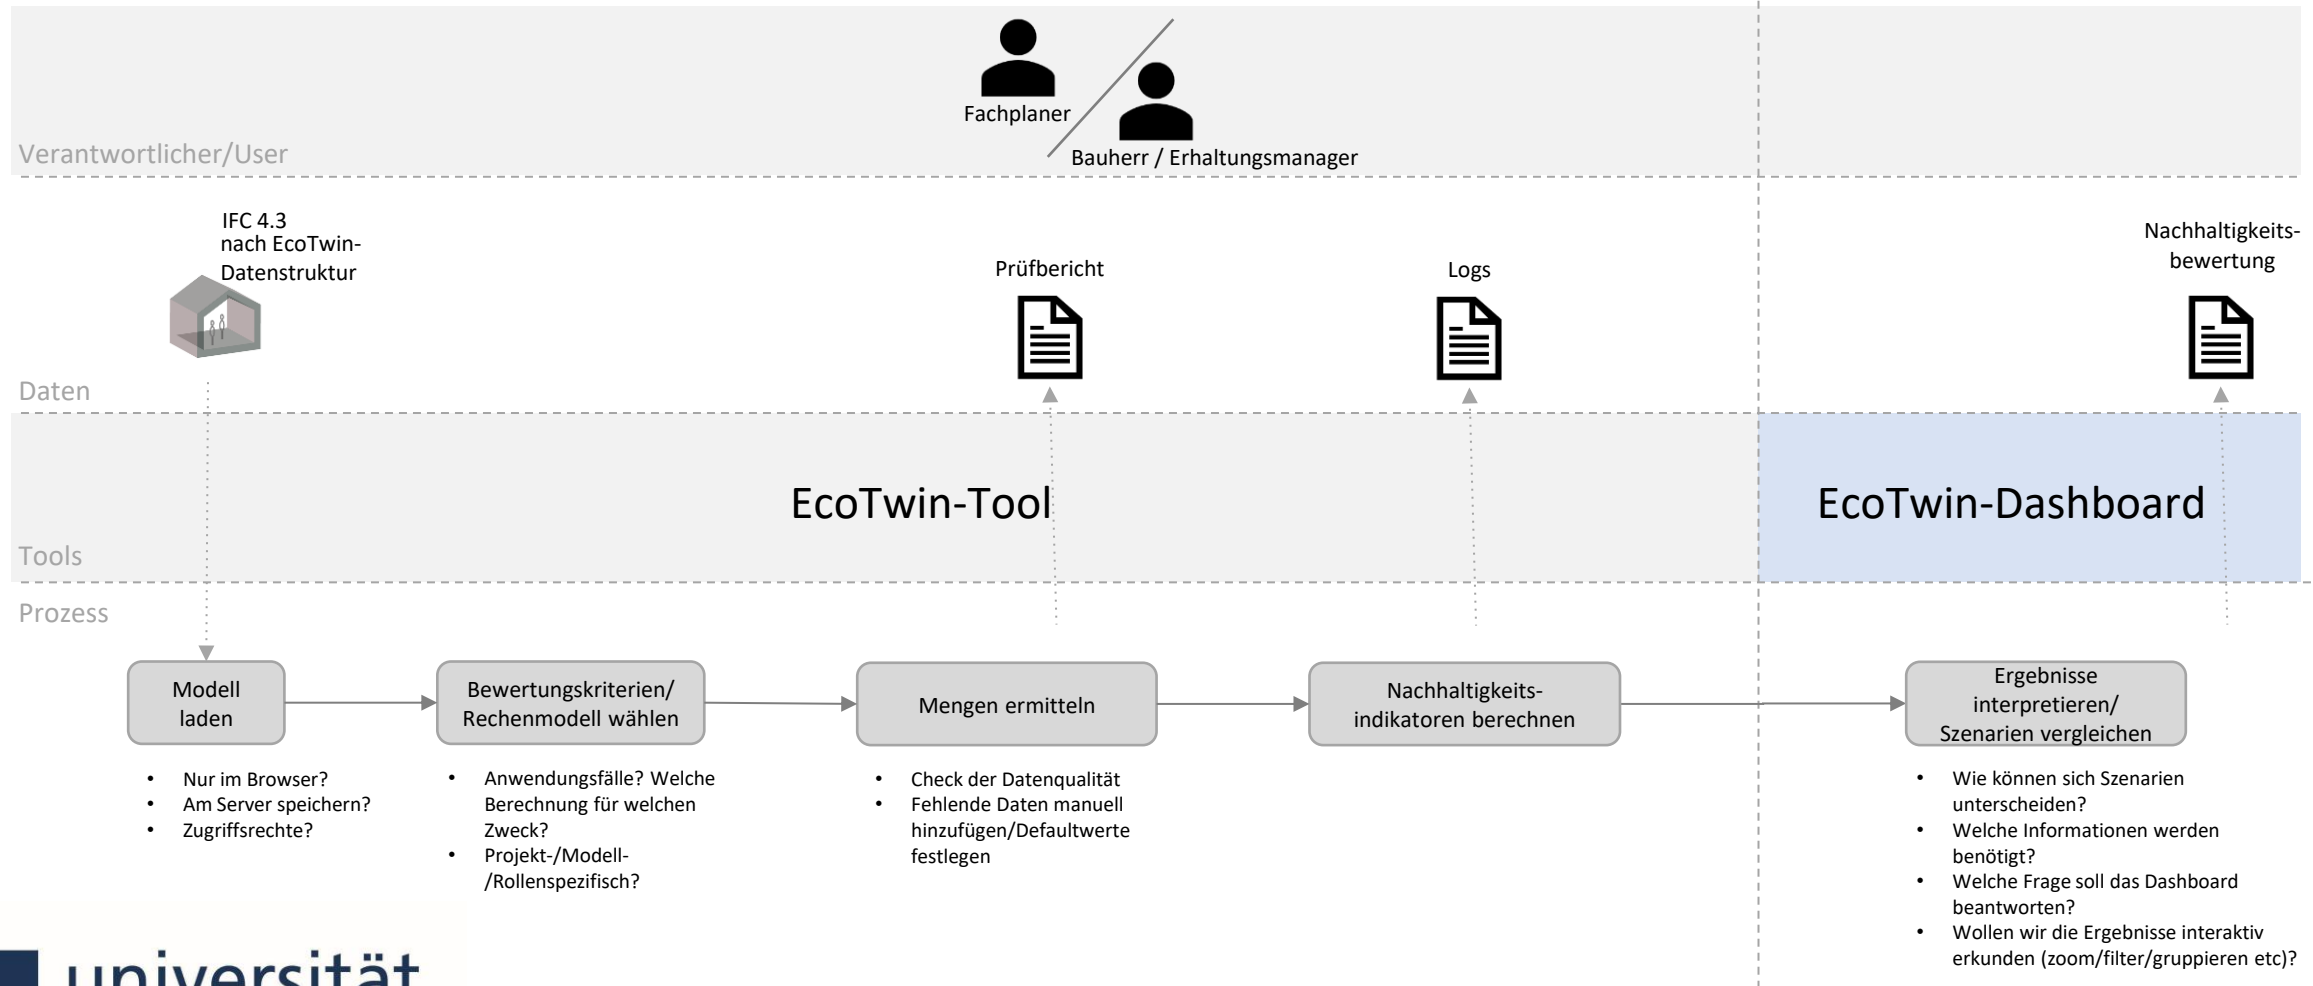 Fachplaner
Bauherr / Erhaltungsmanager
Verantwortlicher/User
IFC 4.3
nach EcoTwin-
Datenstruktur
Prüfbericht
Logs
Nachhaltigkeits-
bewertung
Daten
EcoTwin-Tool
EcoTwin-Dashboard
Tools
Prozess
Modell
laden
Bewertungskriterien/
Rechenmodell wählen
Mengen ermitteln
Nachhaltigkeits-
indikatoren berechnen
Ergebnisse
interpretieren/
Szenarien vergleichen
• Nur im Browser?
• Am Server speichern?
• Zugriffsrechte?
• Anwendungsfälle? Welche
Berechnung für welchen
Zweck?
• Projekt-/Modell-
/Rollenspezifisch?
• Check der Datenqualität
• Fehlende Daten manuell
hinzufügen/Defaultwerte
festlegen
• Wie können sich Szenarien
unterscheiden?
• Welche Informationen werden
benötigt?
• Welche Frage soll das Dashboard
beantworten?
• Wollen wir die Ergebnisse interaktiv
erkunden (zoom/filter/gruppieren etc)?
universität